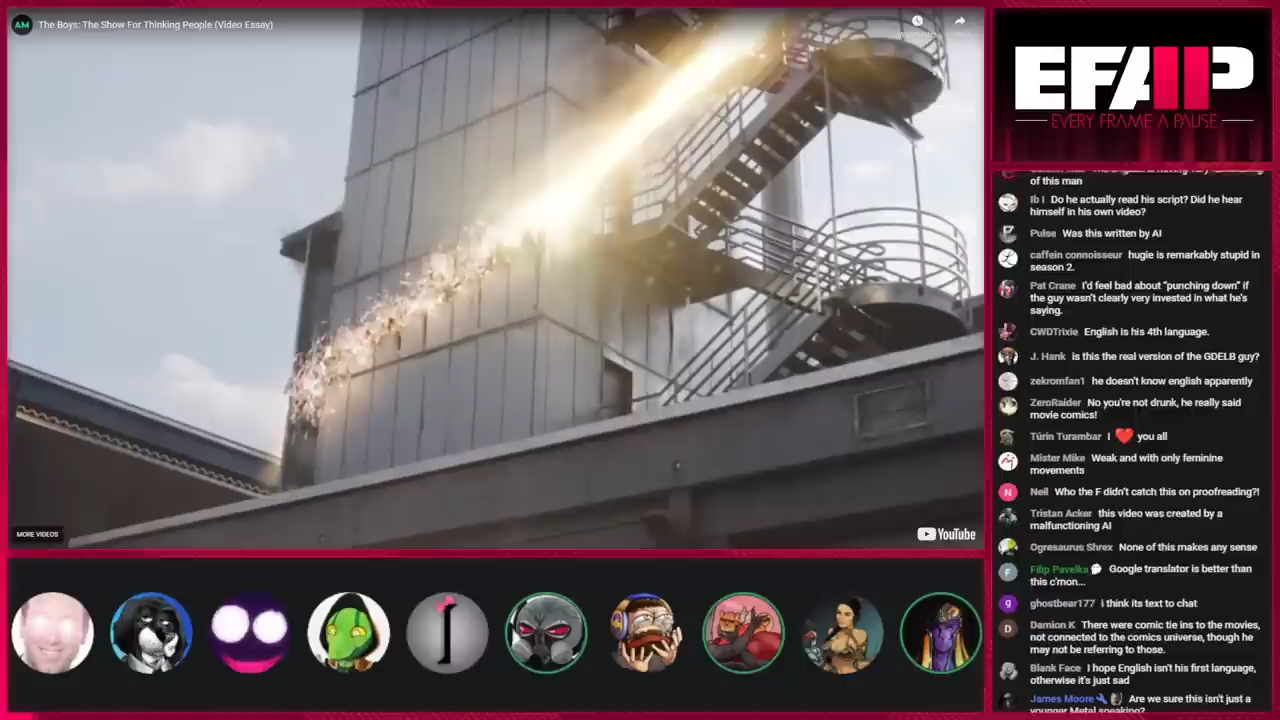 AM The Boys: The Show For Thinking People (Video Essay)
MORE VIDEOS
YouTube
EFAP
EVERY FRAME A PAUSE
of this man
Ib I Do he actually read his script? Did he hear
himself in his own video?
Pulse Was this written by AI
caffein connoisseur hugie is remarkably stupid in
season 2.
Pat Crane I'd feel bad about "punching down" if
the guy wasn't clearly very invested in what he's
saying.
CWDTrixie English is his 4th language.
J. Hank is this the real version of the GDELB guy?
zekromfan1 he doesn't know english apparently
ZeroRaider No you're not drunk, he really said
movie comics!
Túrin Turambar I ❤ you all
Mister Mike Weak and with only feminine
movements
N Neil Who the F didn't catch this on proofreading?!
Tristan Acker this video was created by a
malfunctioning AI
Ogresaurus Shrex None of this makes any sense
F Filip Pavelka Google translator is better than
this c'mon...
g ghostbear177 i think its text to chat
D Damion K There were comic tie ins to the movies,
not connected to the comics universe, though he
may not be referring to those.
Blank Face I hope English isn't his first language,
otherwise it's just sad
James Moore Are we sure this isn't just a
younger Metal speaking?